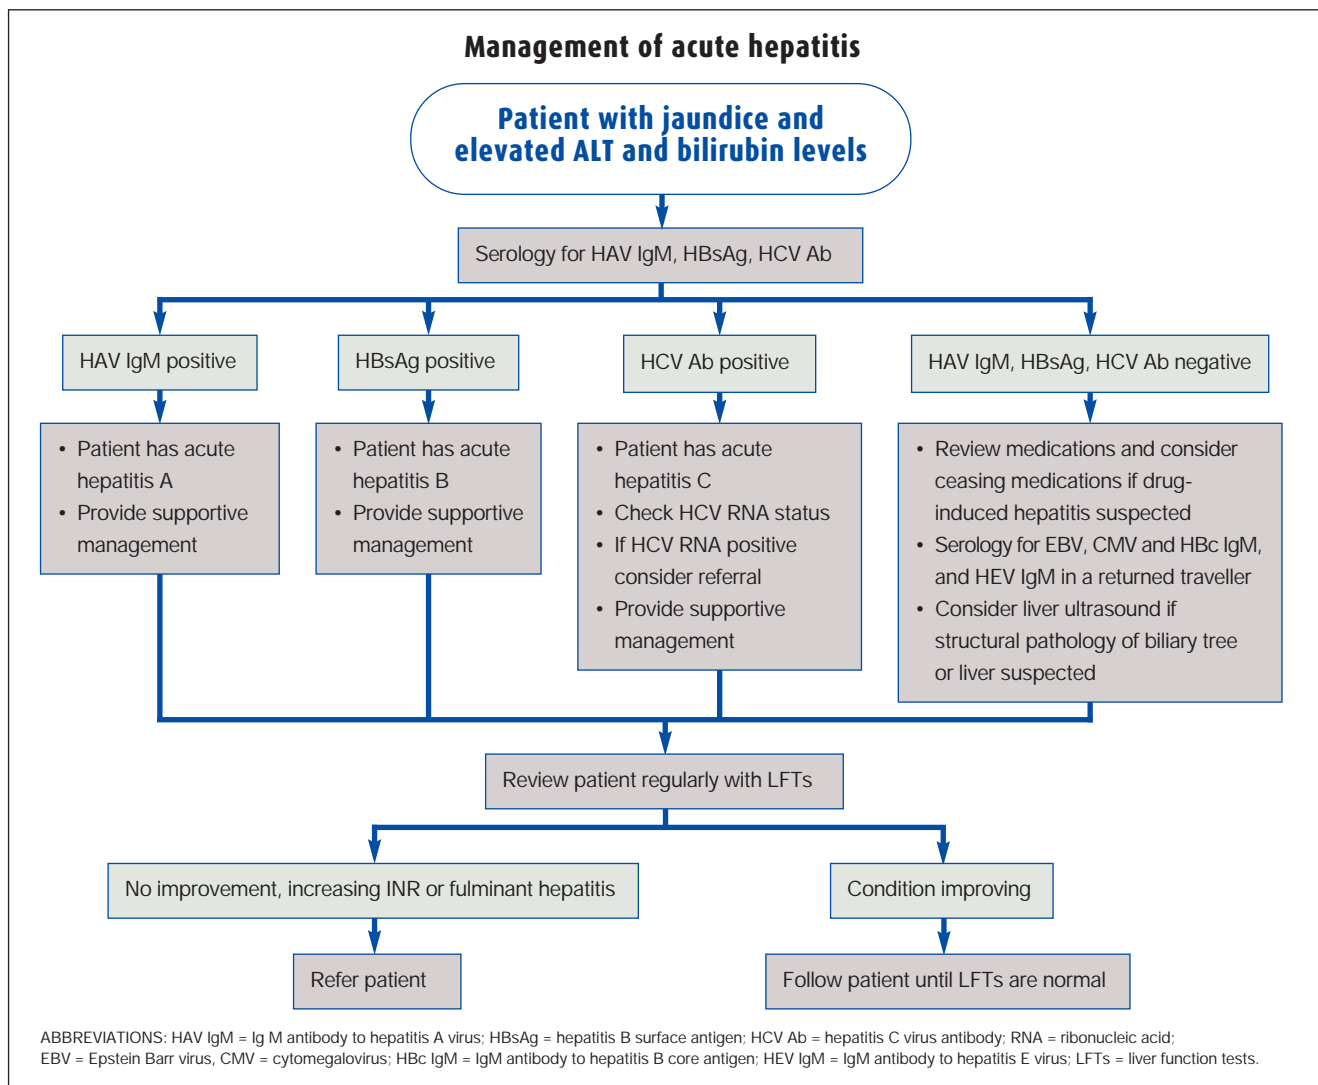 Management of acute hepatitis
Patient with jaundice and
elevated ALT and bilirubin levels
Serology for HAV IgM, HBsAg, HCV Ab
HAV IgM positive
HBsAg positive
HCV Ab positive
HAV IgM, HBsAg, HCV Ab negative
• Patient has acute
hepatitis A
• Provide supportive
management
• Patient has acute
hepatitis B
• Provide supportive
management
• Patient has acute
hepatitis C
• Check HCV RNA status
• If HCV RNA positive
consider referral
• Provide supportive
management
• Review medications and consider
ceasing medications if drug-
induced hepatitis suspected
• Serology for EBV, CMV and HBc IgM,
and HEV IgM in a returned traveller
• Consider liver ultrasound if
structural pathology of biliary tree
or liver suspected
Review patient regularly with LFTs
No improvement, increasing INR or fulminant hepatitis
Condition improving
Refer patient
Follow patient until LFTs are normal
ABBREVIATIONS: HAV IgM = Ig M antibody to hepatitis A virus; HBsAg = hepatitis B surface antigen; HCV Ab = hepatitis C virus antibody; RNA = ribonucleic acid;
EBV = Epstein Barr virus, CMV = cytomegalovirus; HBc IgM = IgM antibody to hepatitis B core antigen; HEV IgM = IgM antibody to hepatitis E virus; LFTs = liver function tests.